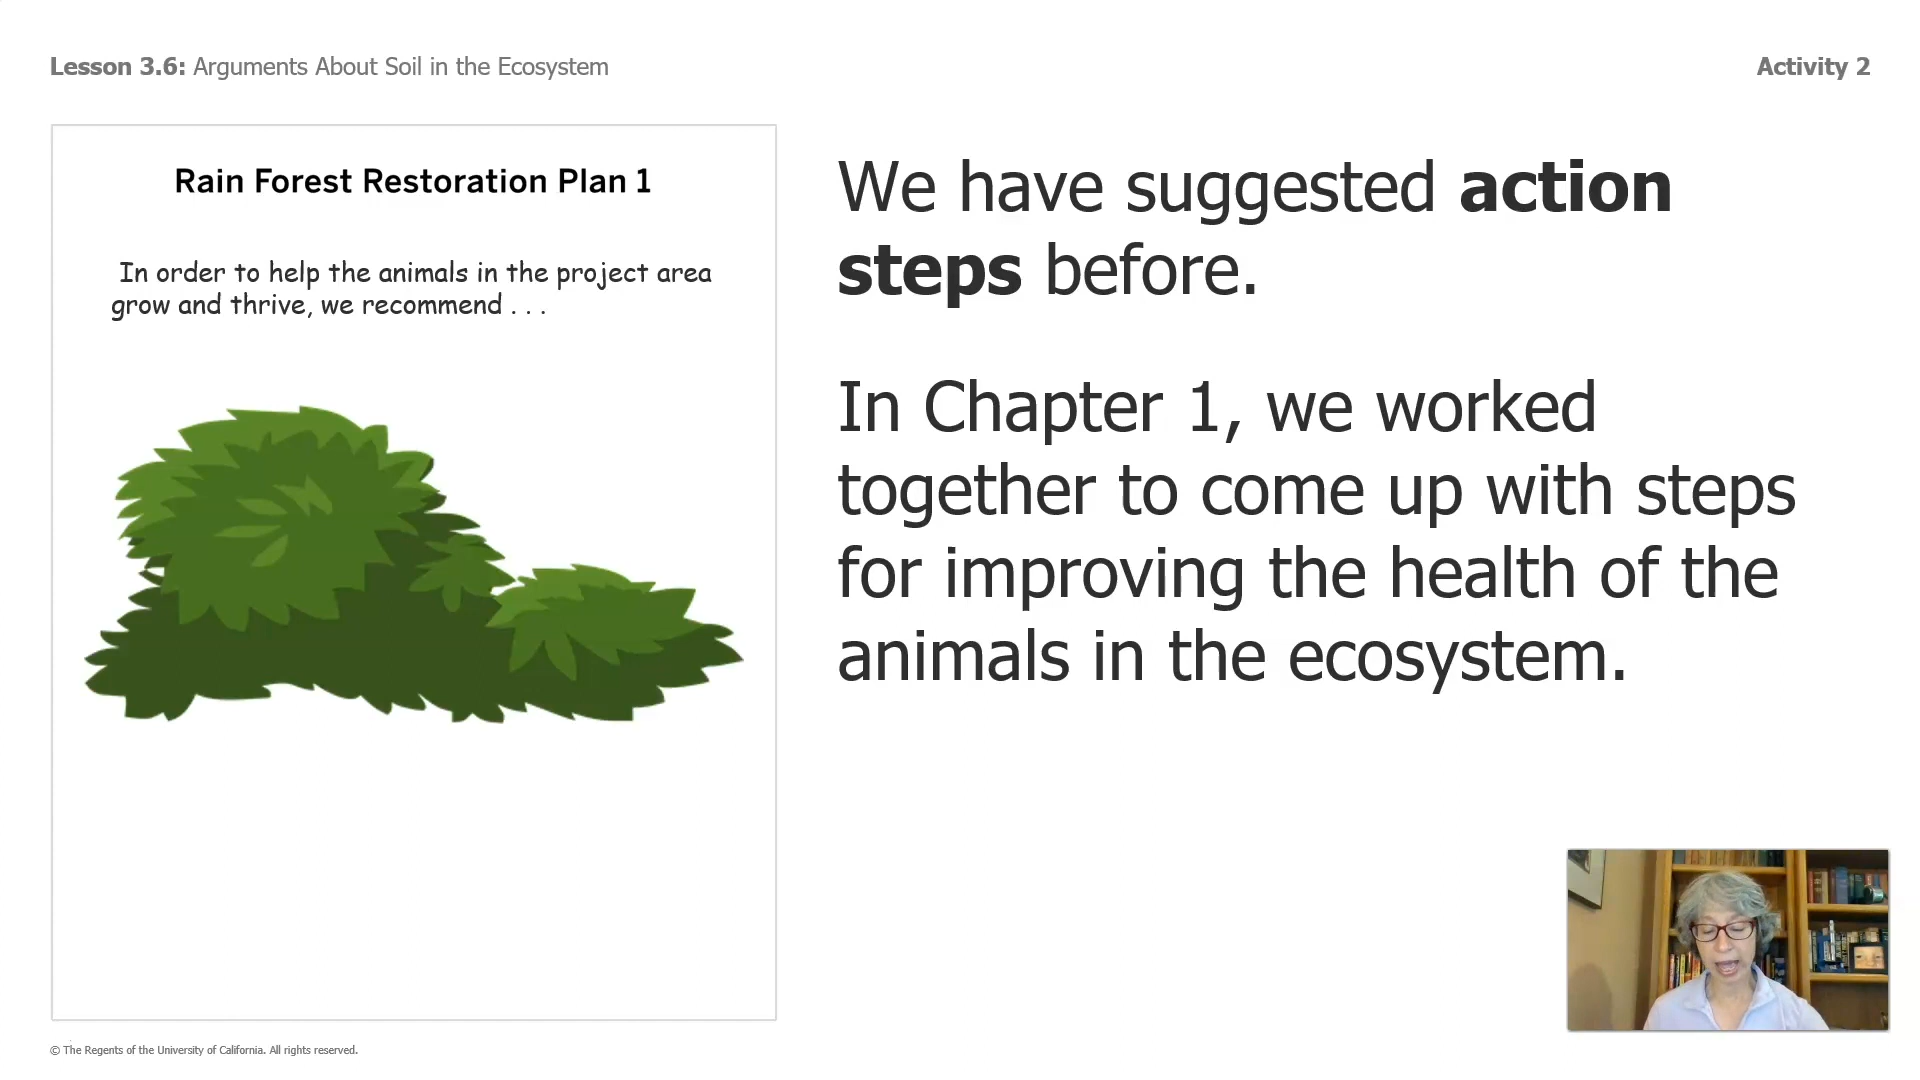 Lesson 3.6: Arguments About Soil in the Ecosystem
Activity 2
Rain Forest Restoration Plan 1
In order to help the animals in the project area
grow and thrive, we recommend . . .
We have suggested action
steps before.
In Chapter 1, we worked
together to come up with steps
for improving the health of the
animals in the ecosystem.
© The Regents of the University of California. All rights reserved.